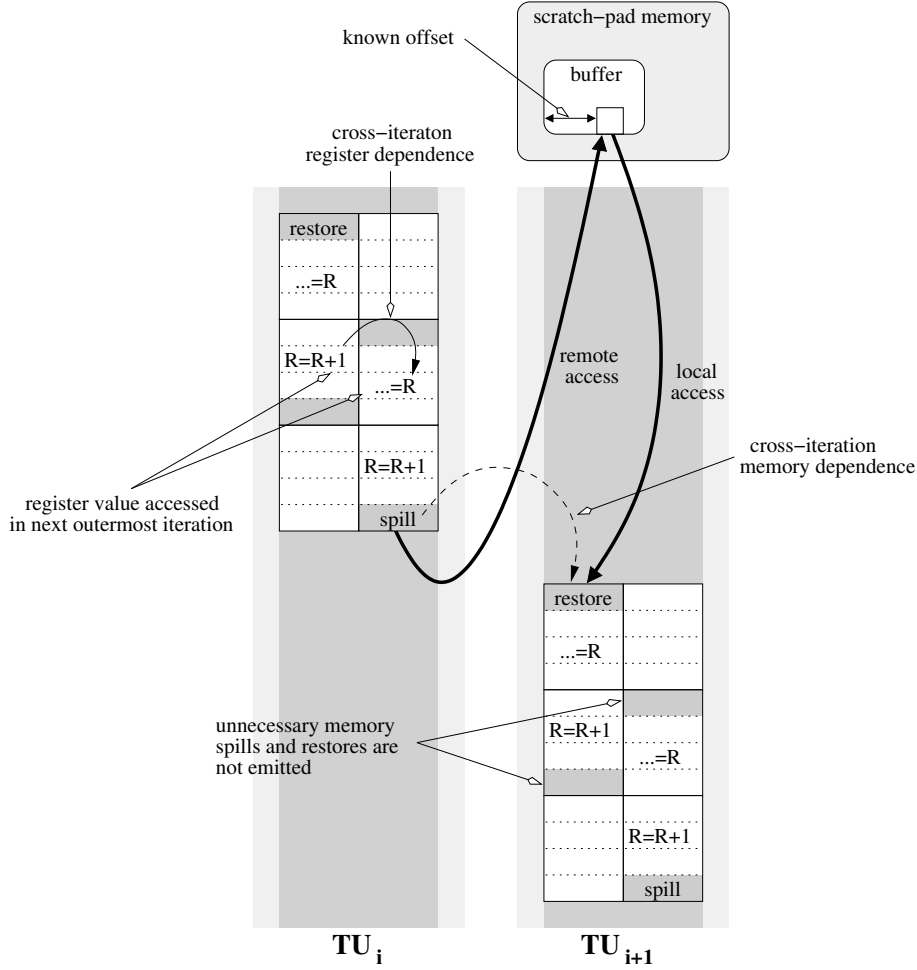 scratch−pad memory
known offset
buffer
cross−iteraton
register dependence
restore
...=R
R=R+1
...=R
remote
access
local
access
R=R+1
cross−iteration
memory dependence
register value accessed
in next outermost iteration
spill
restore
...=R
unnecessary memory
spills and restores are
not emitted
R=R+1
...=R
R=R+1
spill
TU i
TU i+1